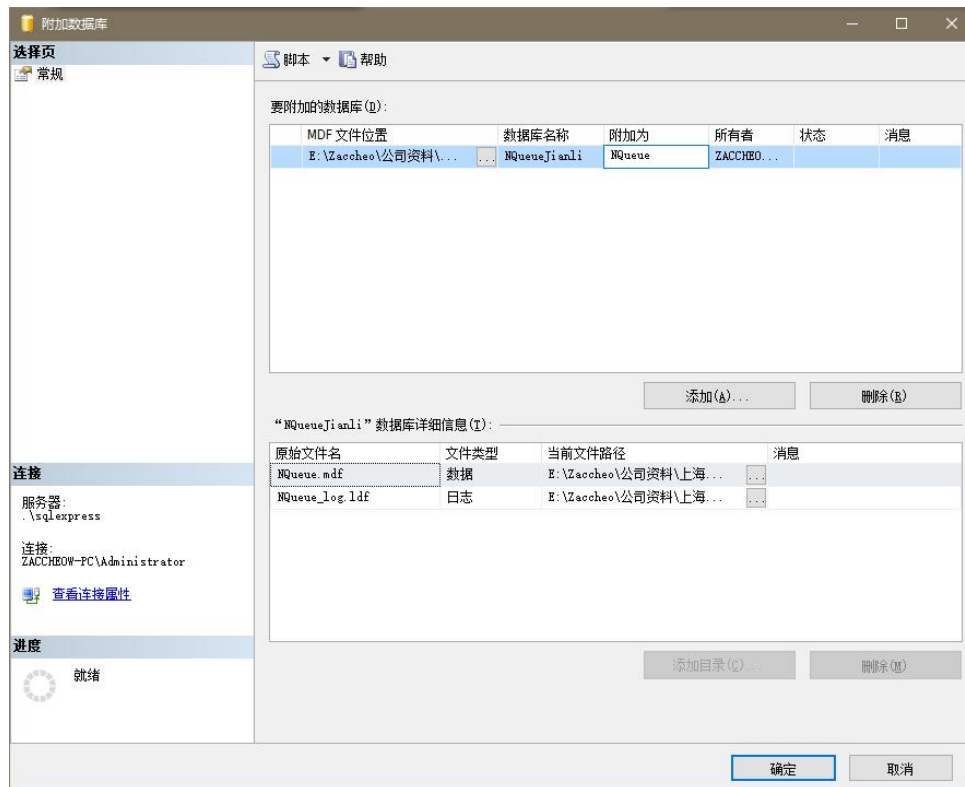 附加数据库
选择页
常规
脚本 帮助
要附加的数据库(D):
MDF 文件位置 数据库名称 附加为 所有者 状态 消息
E:\Zaccheo\公司资料\... ... NQueueJianli NQueue ZACCHEO...
添加(A)... 删除(R)
“NQueueJianli”数据库详细信息(T):
原始文件名 文件类型 当前文件路径 消息
NQueue.mdf 数据 E:\Zaccheo\公司资料\上海... ...
NQueue_log.ldf 日志 E:\Zaccheo\公司资料\上海... ...
连接
服务器:
.\sqlexpress
连接:
ZACCHEOW-PC\Administrator
查看连接属性
进度
就绪
添加目录(C)... 删除(M)
确定 取消